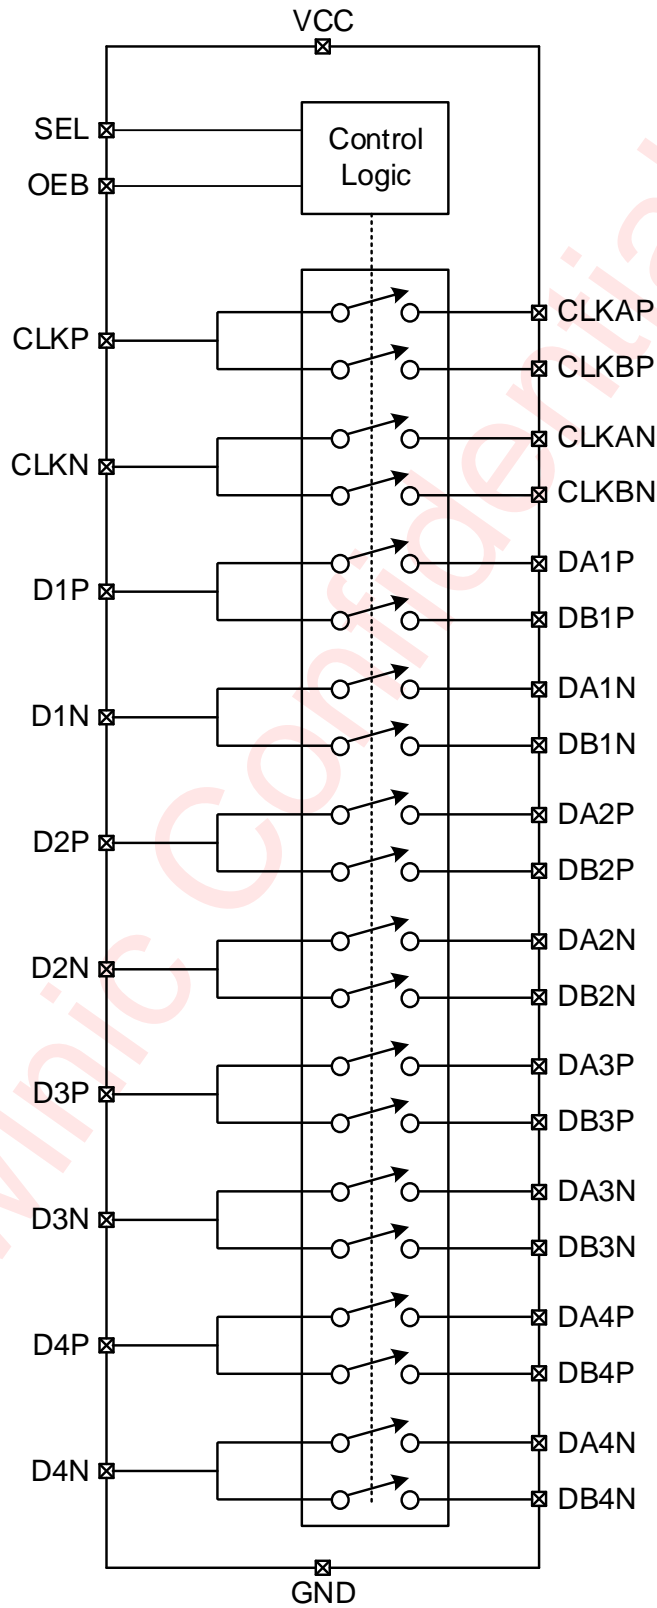 VCC
SEL
Control
Logic
OEB
CLKAP
CLKP
CLKBP
CLKAN
CLKN
CLKBN
DA1P
D1P
DB1P
DA1N
D1N
DB1N
DA2P
D2P
DB2P
DA2N
D2N
DB2N
DA3P
D3P
DB3P
DA3N
D3N
DB3N
DA4P
D4P
DB4P
DA4N
D4N
DB4N
GND
Confidential